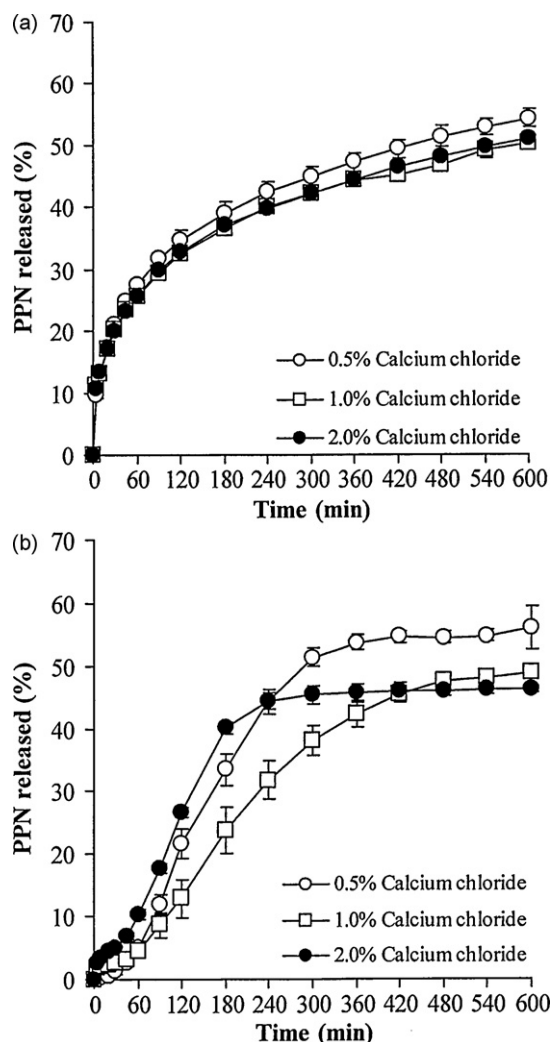 (a)
70
60
50
40
30
20
10
0
PPN released (%)
0.5% Calcium chloride
1.0% Calcium chloride
2.0% Calcium chloride
0 60 120 180 240 300 360 420 480 540 600
Time (min)
(b)
70
60
50
40
30
20
10
0
PPN released (%)
0.5% Calcium chloride
1.0% Calcium chloride
2.0% Calcium chloride
0 60 120 180 240 300 360 420 480 540 600
Time (min)